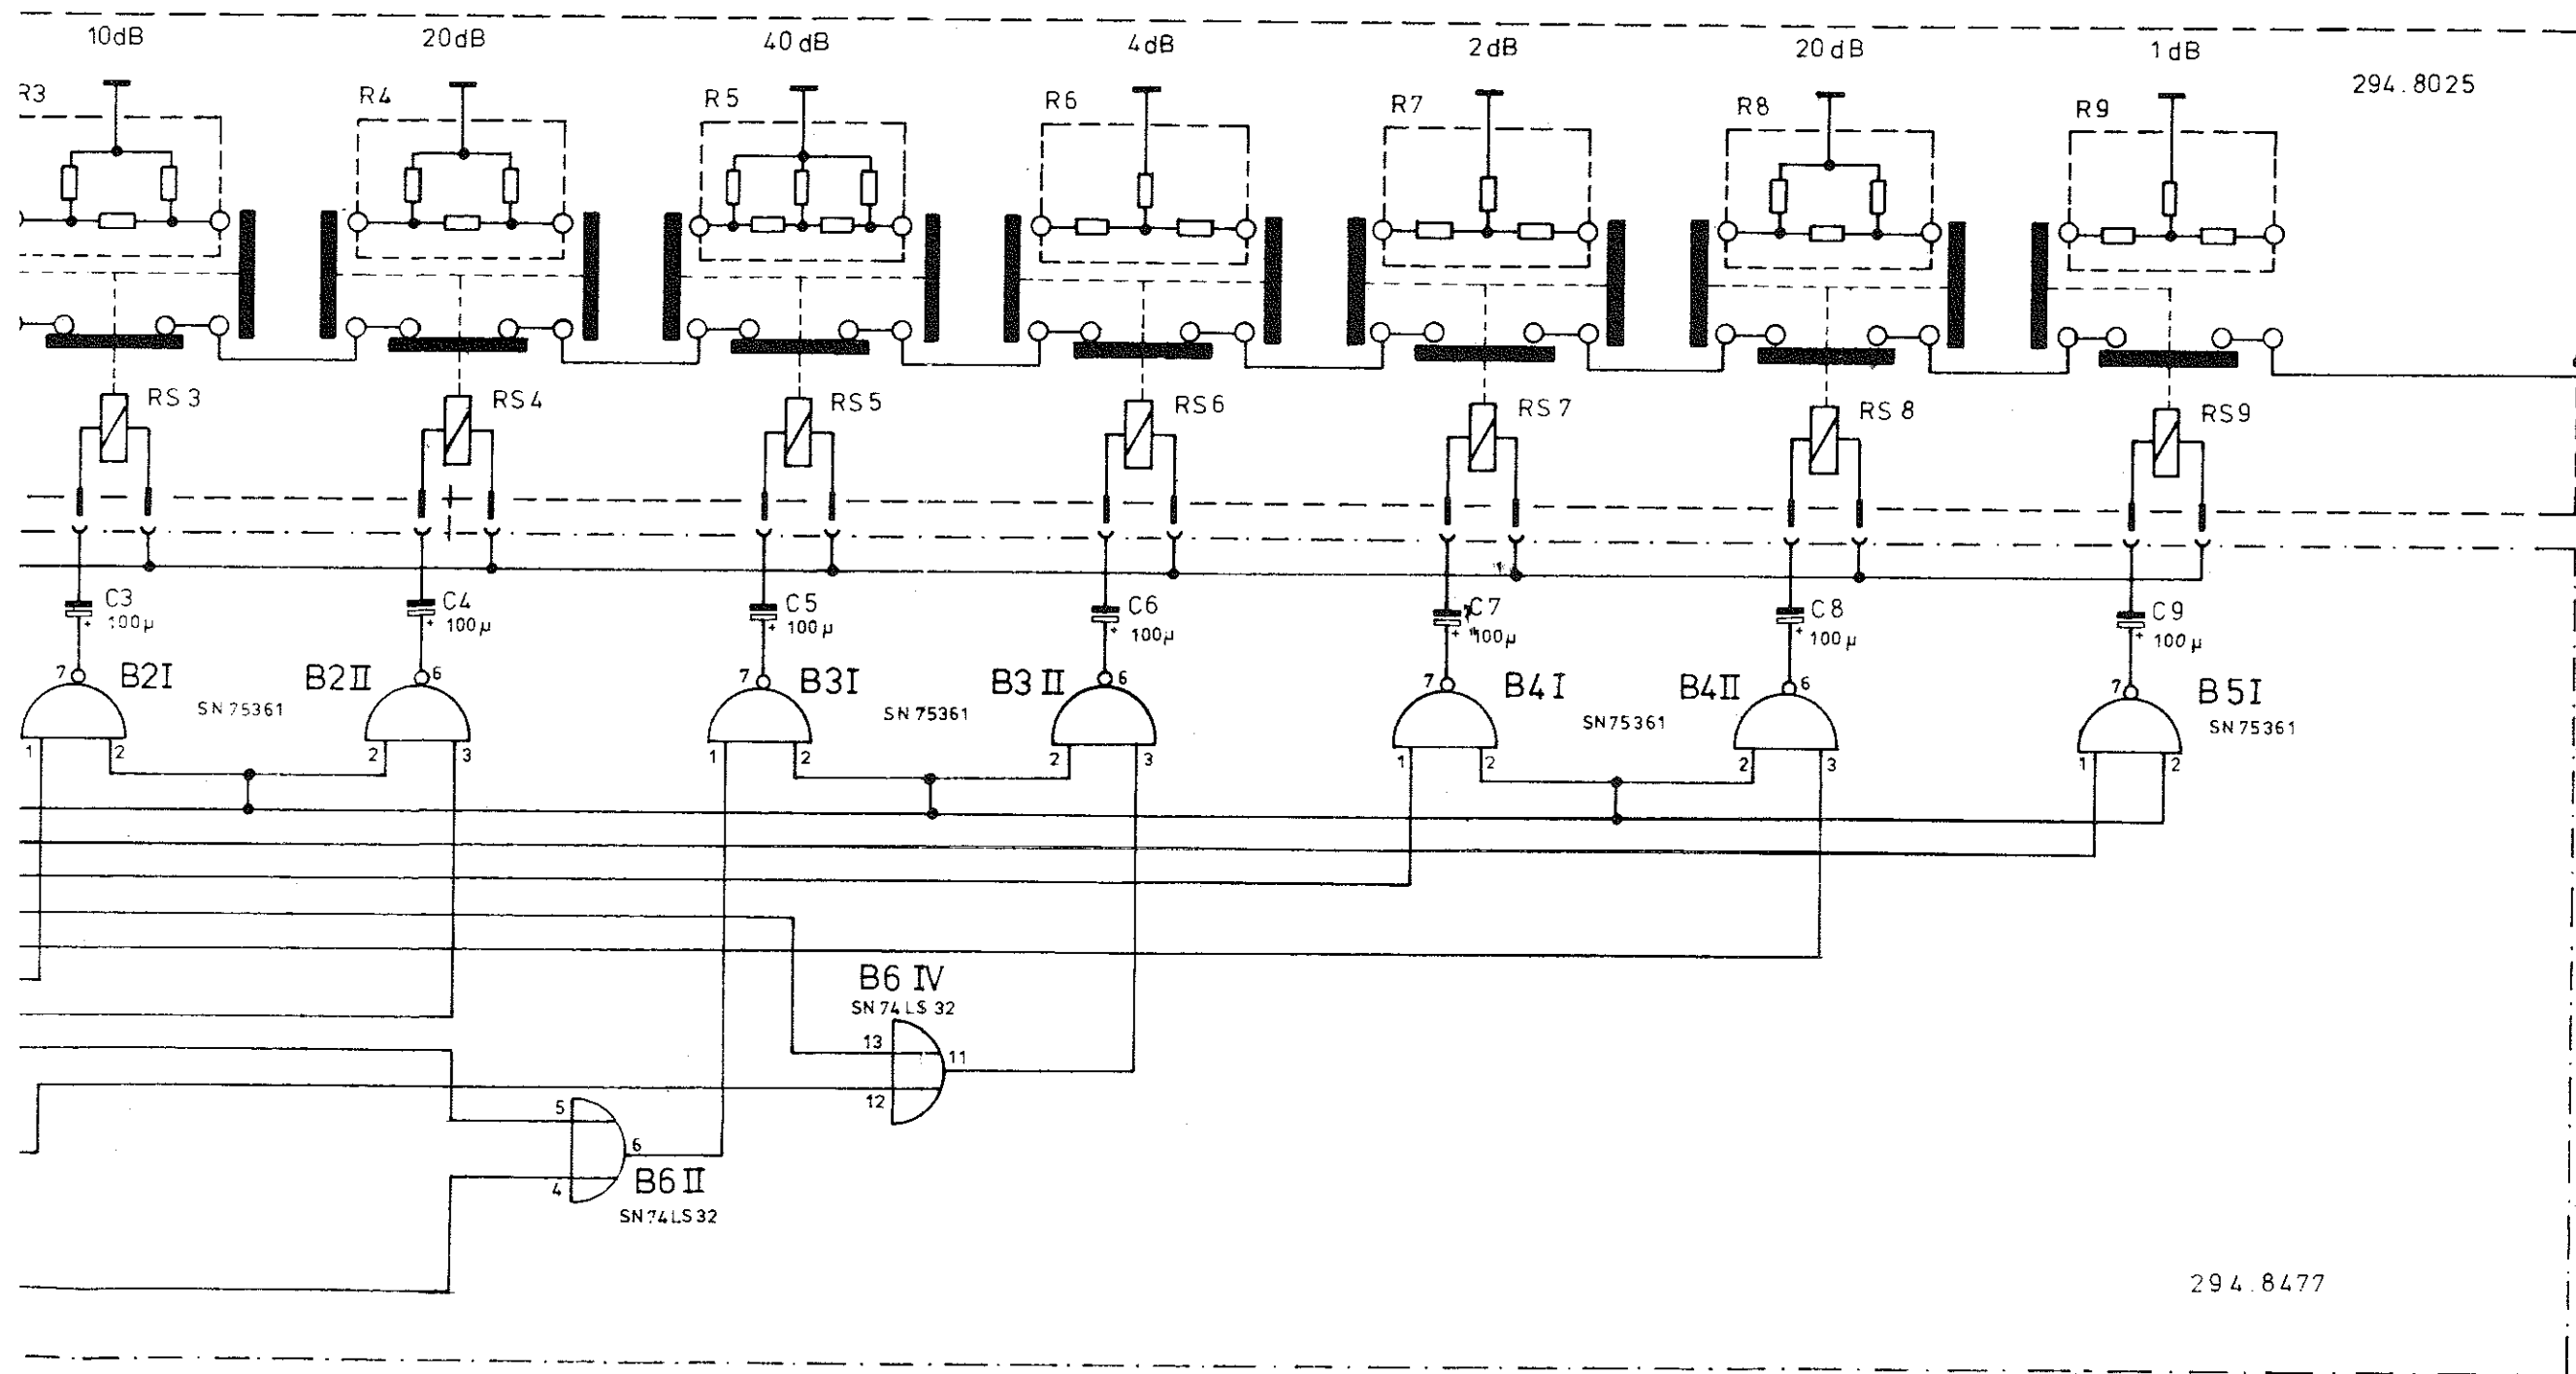 10dB 20dB 40dB 4dB 2dB 20dB 1dB
294.8025
R3 R4 R5 R6 R7 R8 R9
RS3 RS4 RS5 RS6 RS7 RS8 RS9
C3 C4 C5 C6 C7 C8 C9
100µ 100µ 100µ 100µ 100µ 100µ 100µ
+ + + + + + +
7 B2I B2II 6 7 B3I B3II 6 7 B4I B4II 6 7 B5I
SN75361 SN75361 SN75361 SN75361
1 2 2 3 1 2 2 3 1 2 2 3 1 2
B6 IV
SN74LS32
13 11
12
5
6
4 B6II
SN74LS32
294.8477